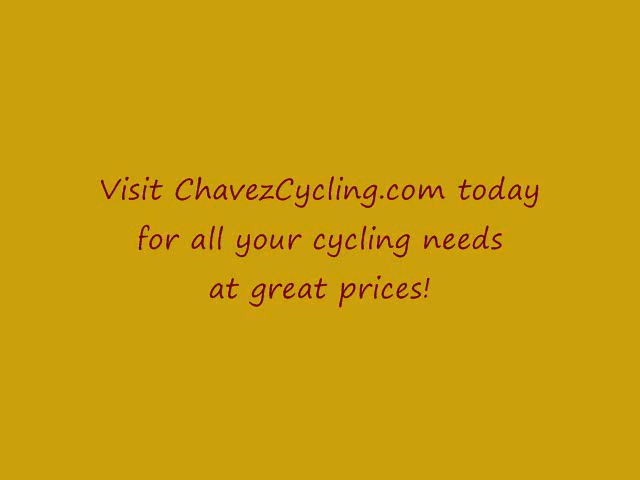 Visit ChavezCycling.com today
for all your cycling needs
at great prices!